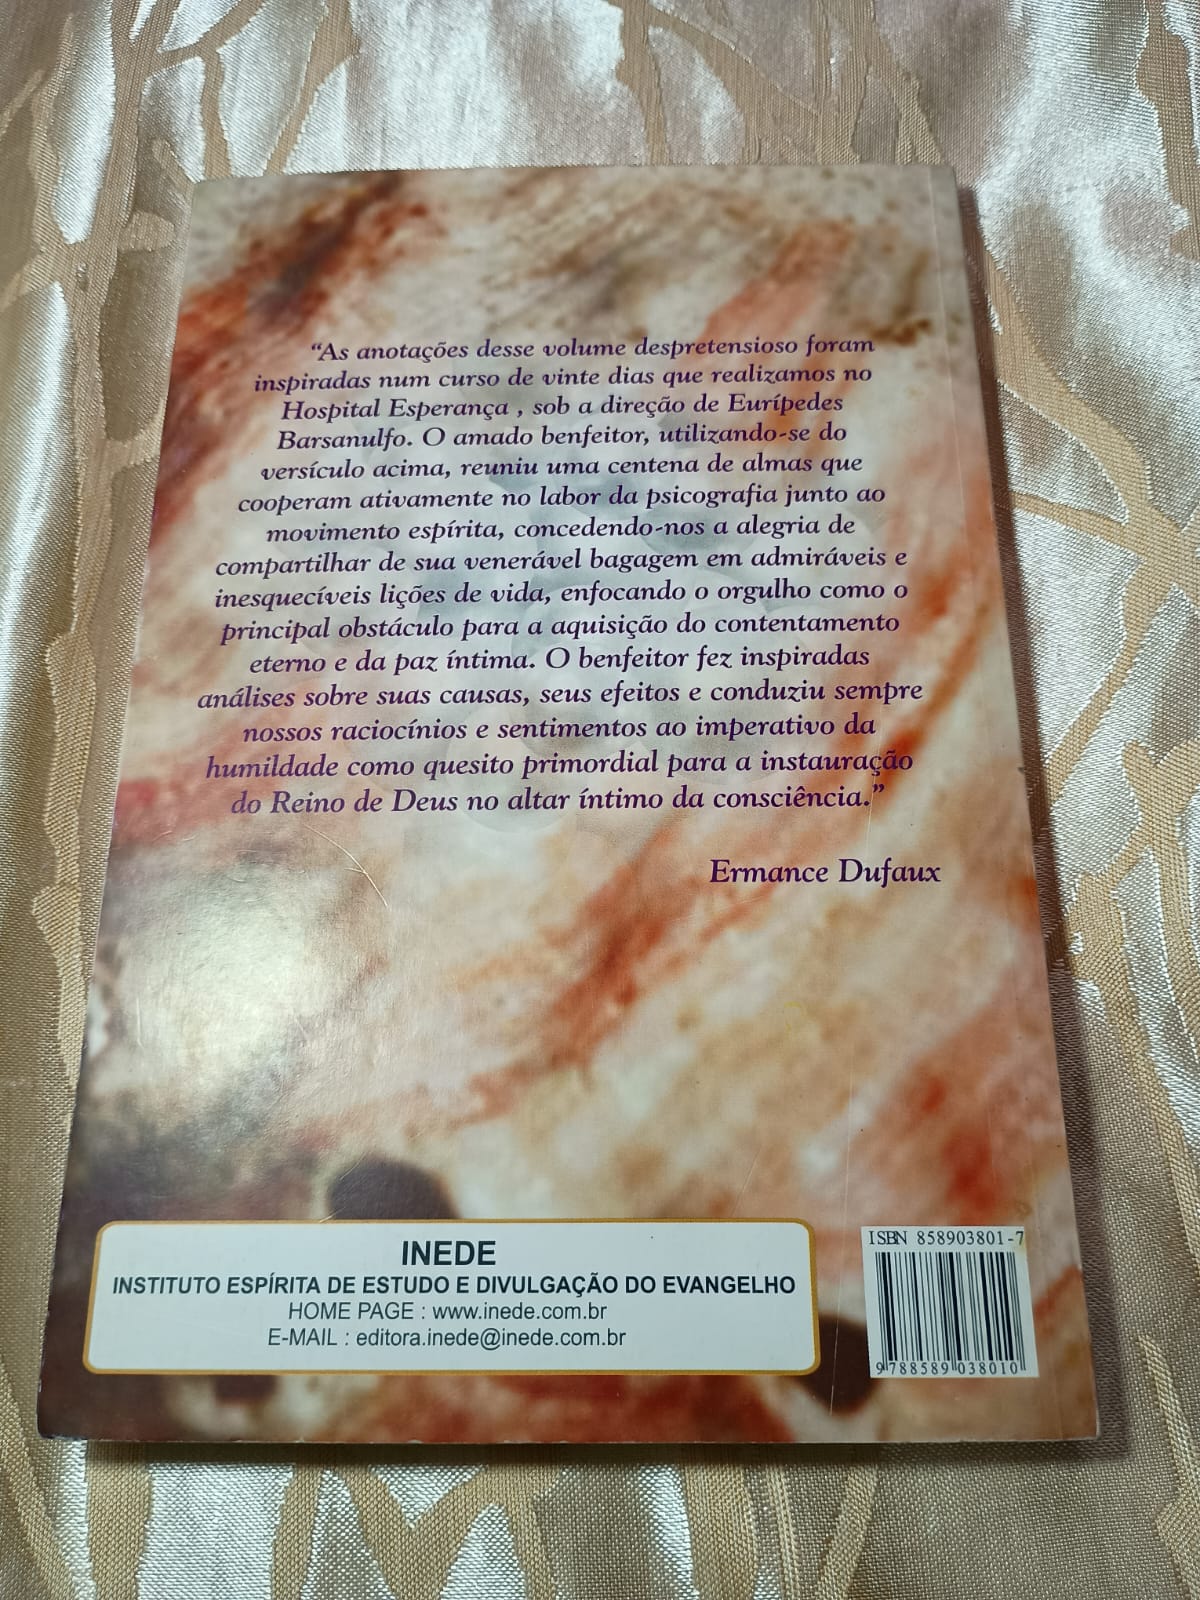 “As anotações desse volume despretensioso foram
inspiradas num curso de vinte dias que realizamos no
Hospital Esperança , sob a direção de Eurípedes
Barsanulfo. O amado benfeitor, utilizando-se do
versículo acima, reuniu uma centena de almas que
cooperam ativamente no labor da psicografia junto ao
movimento espírita, concedendo-nos a alegria de
compartilhar de sua venerável bagagem em admiráveis e
inesquecíveis lições de vida, enfocando o orgulho como o
principal obstáculo para a aquisição do contentamento
eterno e da paz íntima. O benfeitor fez inspiradas
análises sobre suas causas, seus efeitos e conduziu sempre
nossos raciocínios e sentimentos ao imperativo da
humildade como quesito primordial para a instauração
do Reino de Deus no altar íntimo da consciência.”
Ermance Dufaux
INEDE
INSTITUTO ESPÍRITA DE ESTUDO E DIVULGAÇÃO DO EVANGELHO
HOME PAGE : www.inede.com.br
E-MAIL : editora.inede@inede.com.br
ISBN 858903801-7
9788589038010